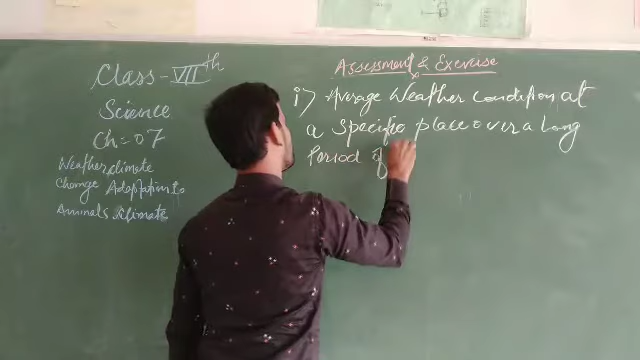 Class - VIIth
Science
Ch = 07
Weather climate
Change Adaptation to
Animals climate
Assessment & Exercise
i) Average Weather condition at
a specific place over a Long
Period of